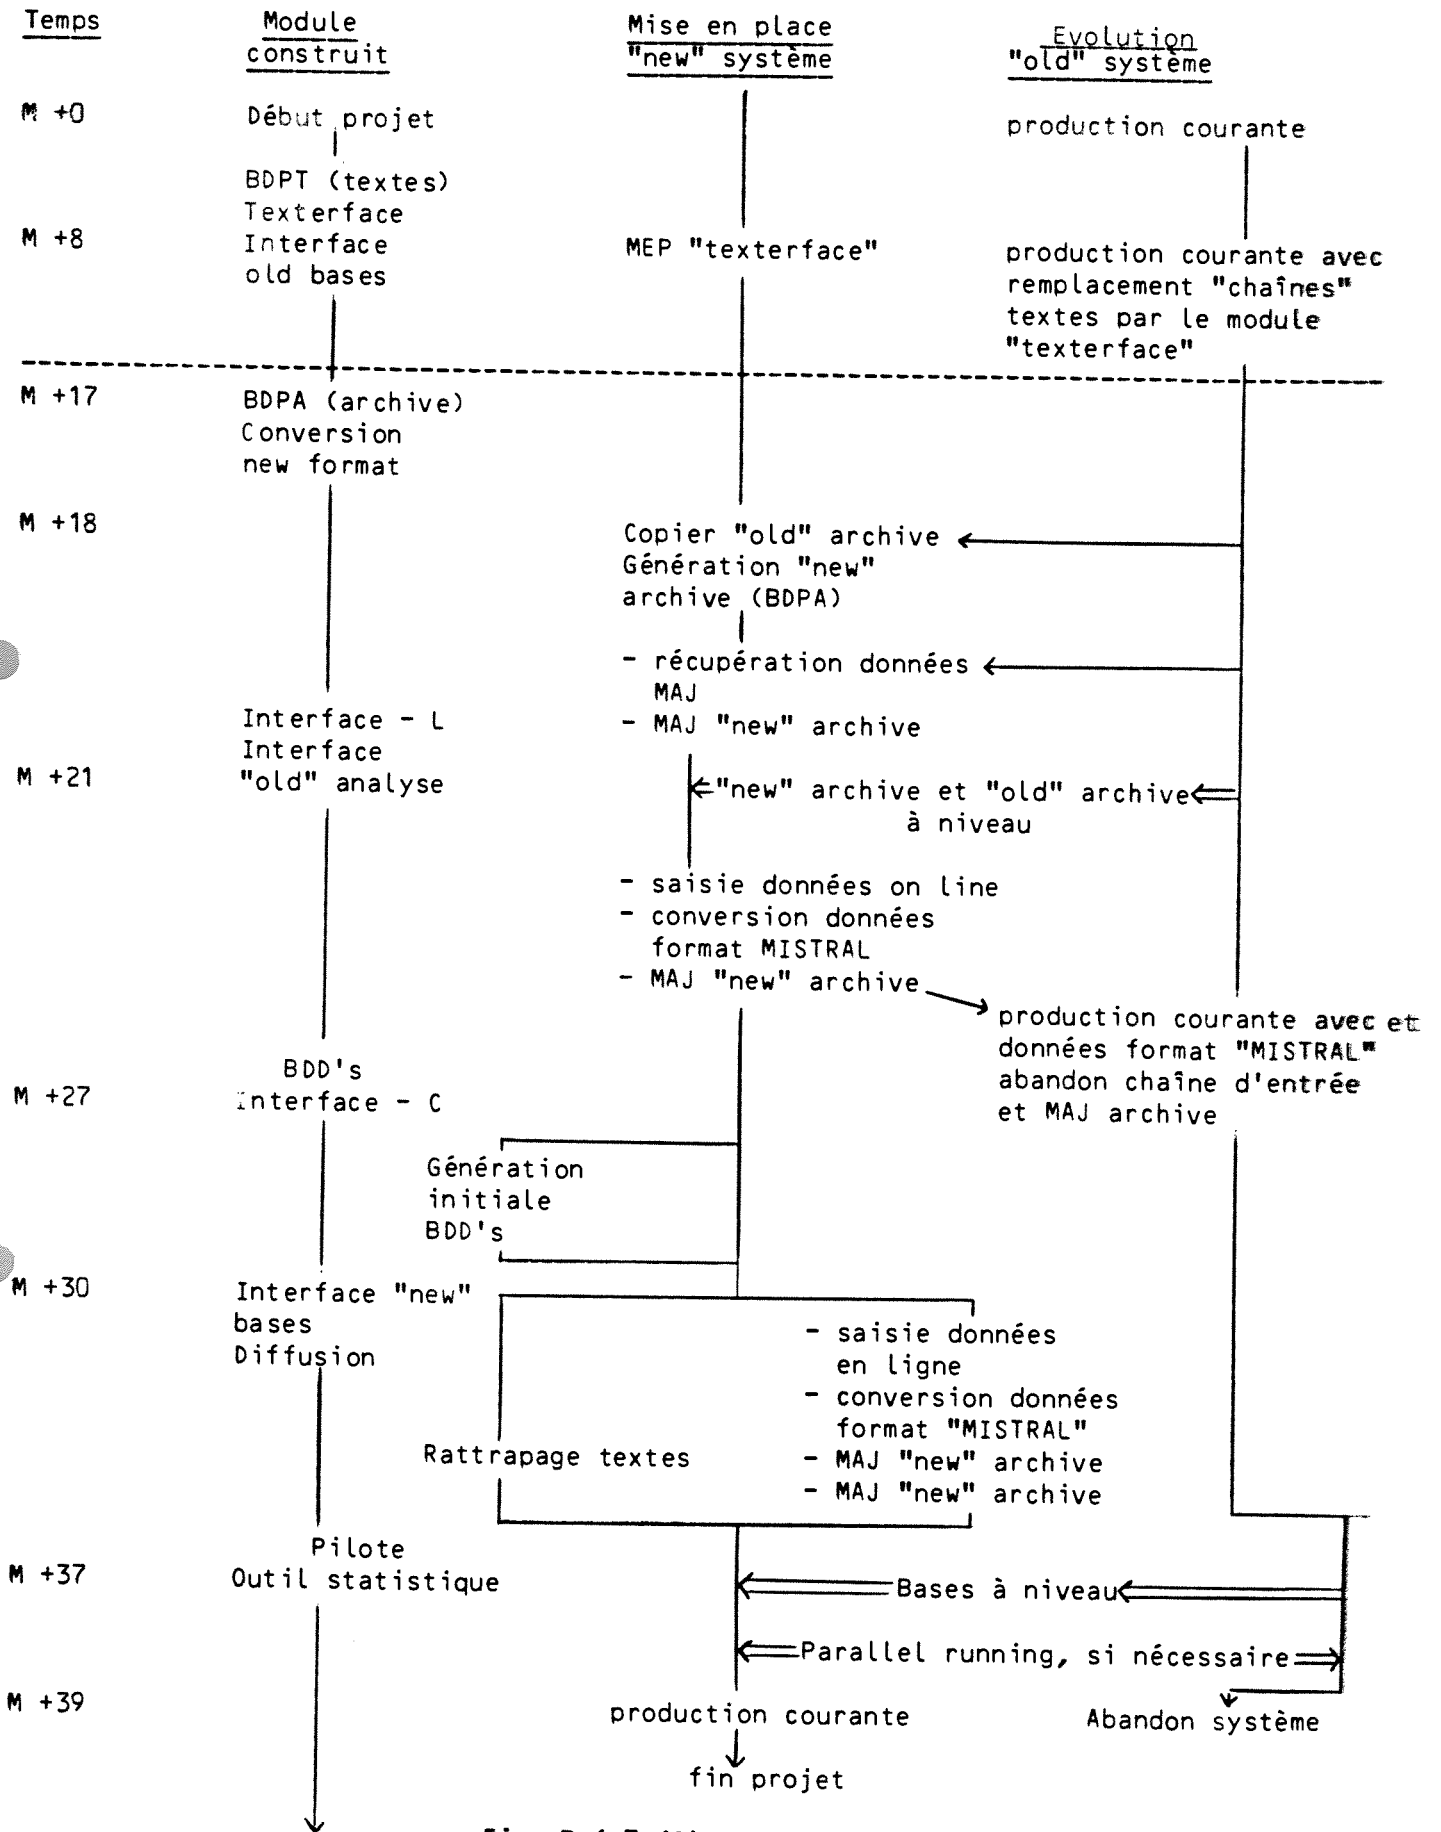 Temps
Module
construit
Mise en place
"new" système
Evolution
"old" système
M +0
Début projet
production courante
BDPT (textes)
Texterface
M +8
Interface
old bases
MEP "texterface"
production courante avec
remplacement "chaînes"
textes par le module
"texterface"
M +17
BDPA (archive)
Conversion
new format
M +18
Copier "old" archive
Génération "new"
archive (BDPA)
- récupération données
MAJ
- MAJ "new" archive
Interface - L
Interface
M +21
"old" analyse
"new" archive et "old" archive
à niveau
- saisie données on line
- conversion données
format MISTRAL
- MAJ "new" archive
production courante avec et
données format "MISTRAL"
abandon chaîne d'entrée
et MAJ archive
BDD's
M +27
Interface - C
Génération
initiale
BDD's
M +30
Interface "new"
bases
Diffusion
- saisie données
en ligne
- conversion données
format "MISTRAL"
Rattrapage textes
- MAJ "new" archive
- MAJ "new" archive
Pilote
M +37
Outil statistique
Bases à niveau
Parallel running, si nécessaire
M +39
production courante
Abandon système
fin projet